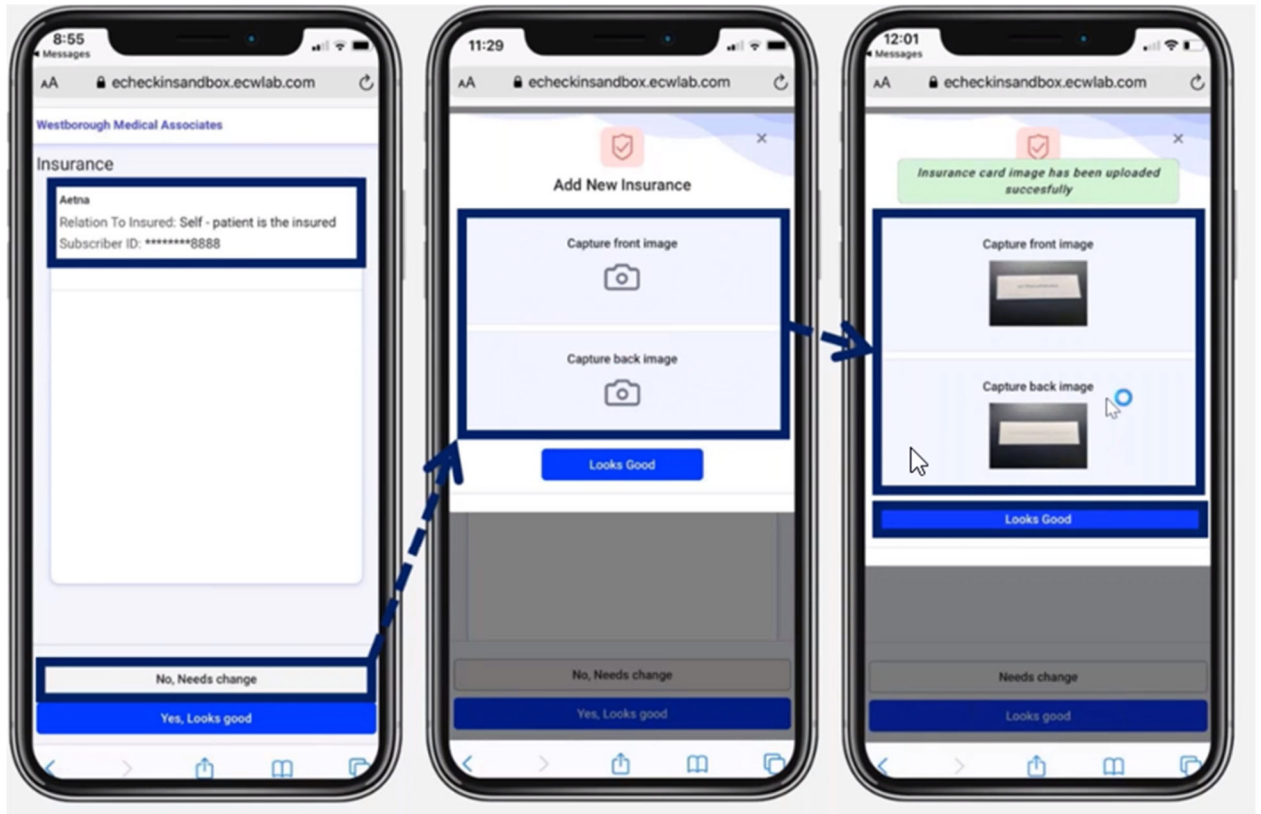 8:55
Messages
AA echeckinsandbox.ecwlab.com
Westborough Medical Associates
Insurance
Aetna
Relation To Insured: Self - patient is the insured
Subscriber ID: ********8888
No, Needs change
Yes, Looks good
11:29
AA echeckinsandbox.ecwlab.com
Add New Insurance
Capture front image
Capture back image
Looks Good
No, Needs change
Yes, Looks good
12:01
Messages
AA echeckinsandbox.ecwlab.com
Insurance card image has been uploaded
succesfully
Capture front image
Capture back image
Looks Good
Needs change
Looks good